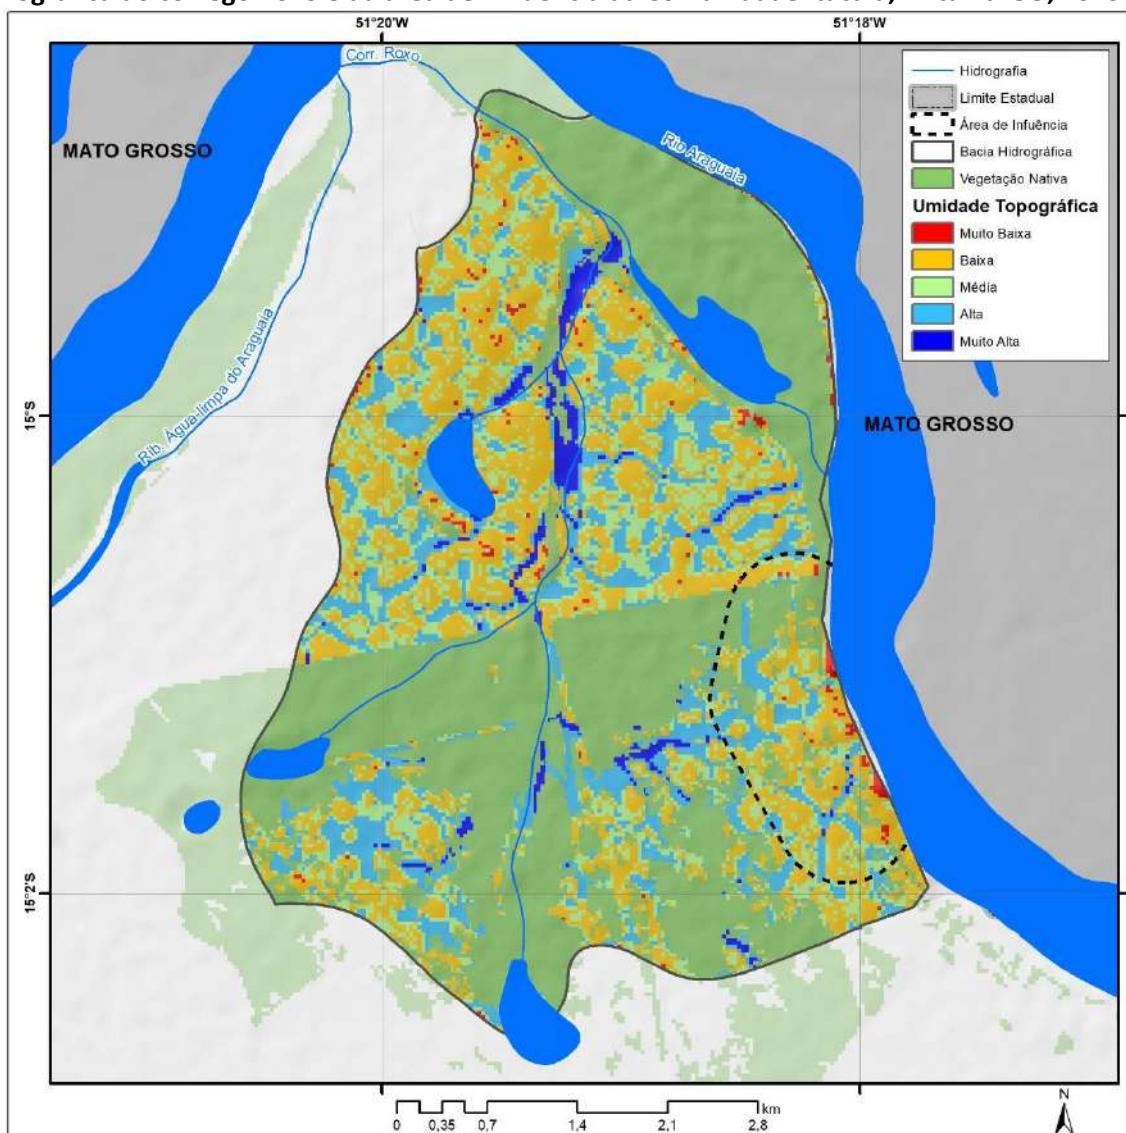 51°20'W
51°18'W
Corr. Roxo
Hidrografia
Limite Estadual
Área de Infuência
Bacia Hidrográfica
Vegetação Nativa
Umidade Topográfica
Muito Baixa
Baixa
Média
Alta
Muito Alta
MATO GROSSO
Rio Araguaia
Rib. Água-limpa do Araguaia
15°S
MATO GROSSO
15°2'S
km
0 0,35 0,7 1,4 2,1 2,8
N